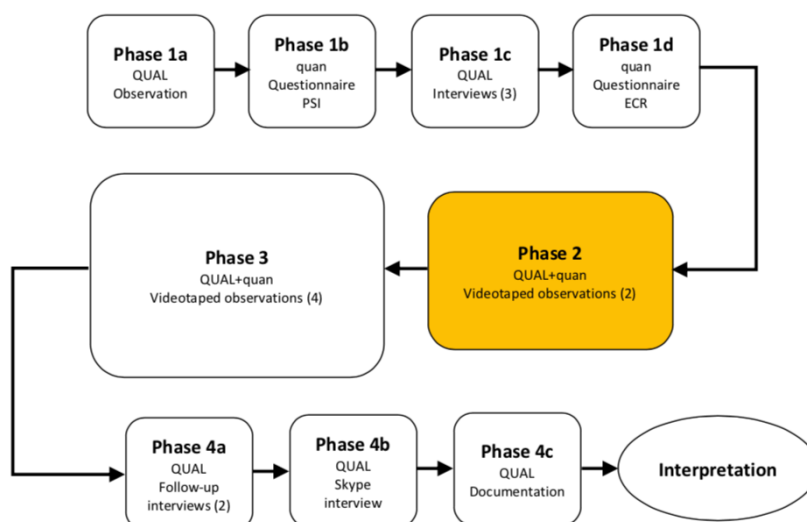 Phase 1a
QUAL
Observation
Phase 1b
quan
Questionnaire
PSI
Phase 1c
QUAL
Interviews (3)
Phase 1d
quan
Questionnaire
ECR
Phase 3
QUAL+quan
Videotaped observations (4)
Phase 2
QUAL+quan
Videotaped observations (2)
Phase 4a
QUAL
Follow-up
interviews (2)
Phase 4b
QUAL
Skype
interview
Phase 4c
QUAL
Documentation
Interpretation